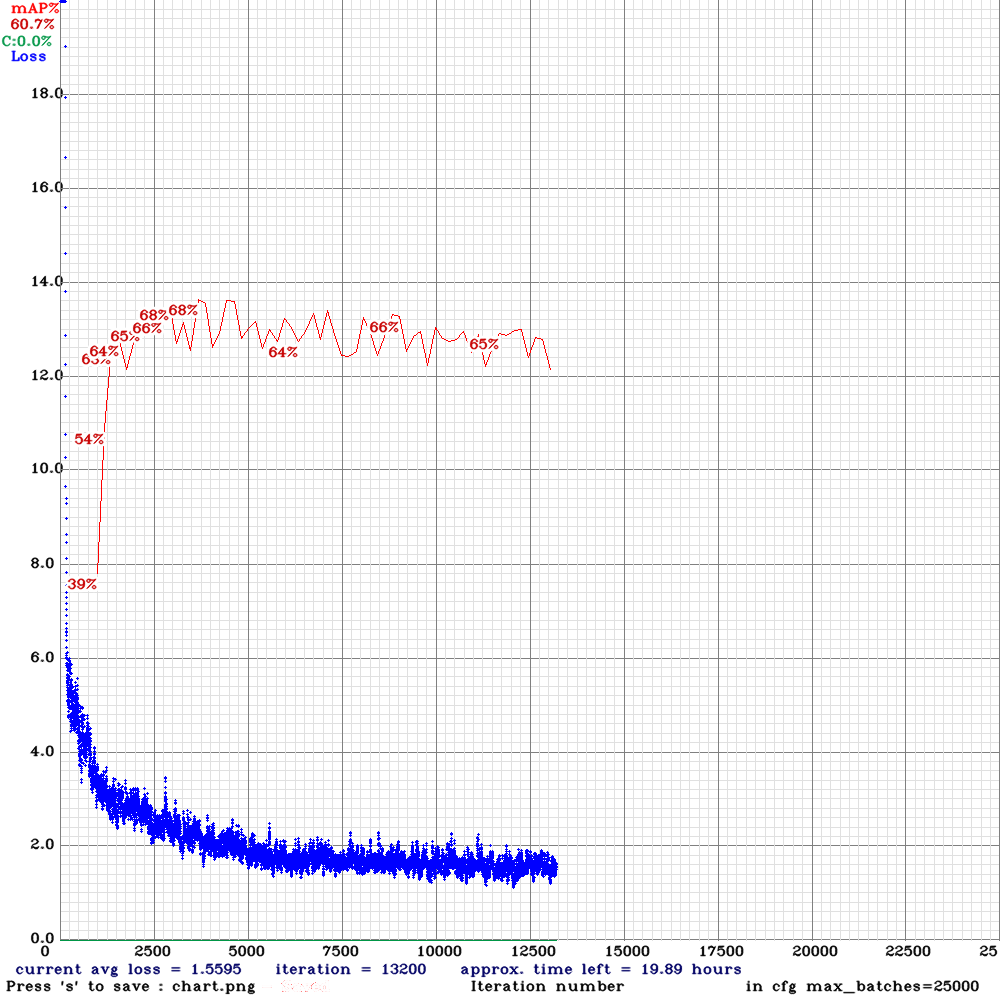 mAP%
60.7%
C:0.0%
Loss
18.0
16.0
14.0
68% 68%
65% 66% 66%
64% 64% 65%
12.0
54%
10.0
8.0
39%
6.0
4.0
2.0
0.0
0 2500 5000 7500 10000 12500 15000 17500 20000 22500 25
current avg loss = 1.5595 iteration = 13200 approx. time left = 19.89 hours
Press 's' to save : chart.png Iteration number in cfg max_batches=25000